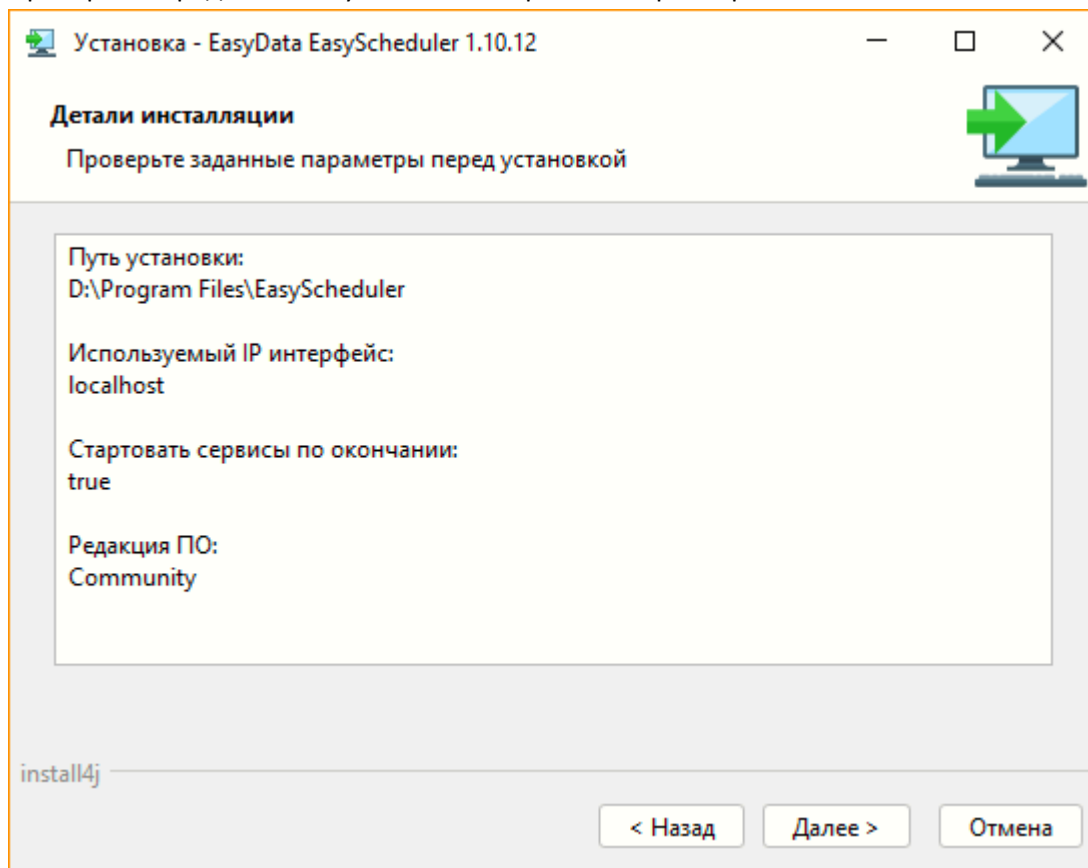 Установка - EasyData EasyScheduler 1.10.12
Детали инсталляции
Проверьте заданные параметры перед установкой
Путь установки:
D:\Program Files\EasyScheduler
Используемый IP интерфейс:
localhost
Стартовать сервисы по окончании:
true
Редакция ПО:
Community
install4j
< Назад
Далее >
Отмена